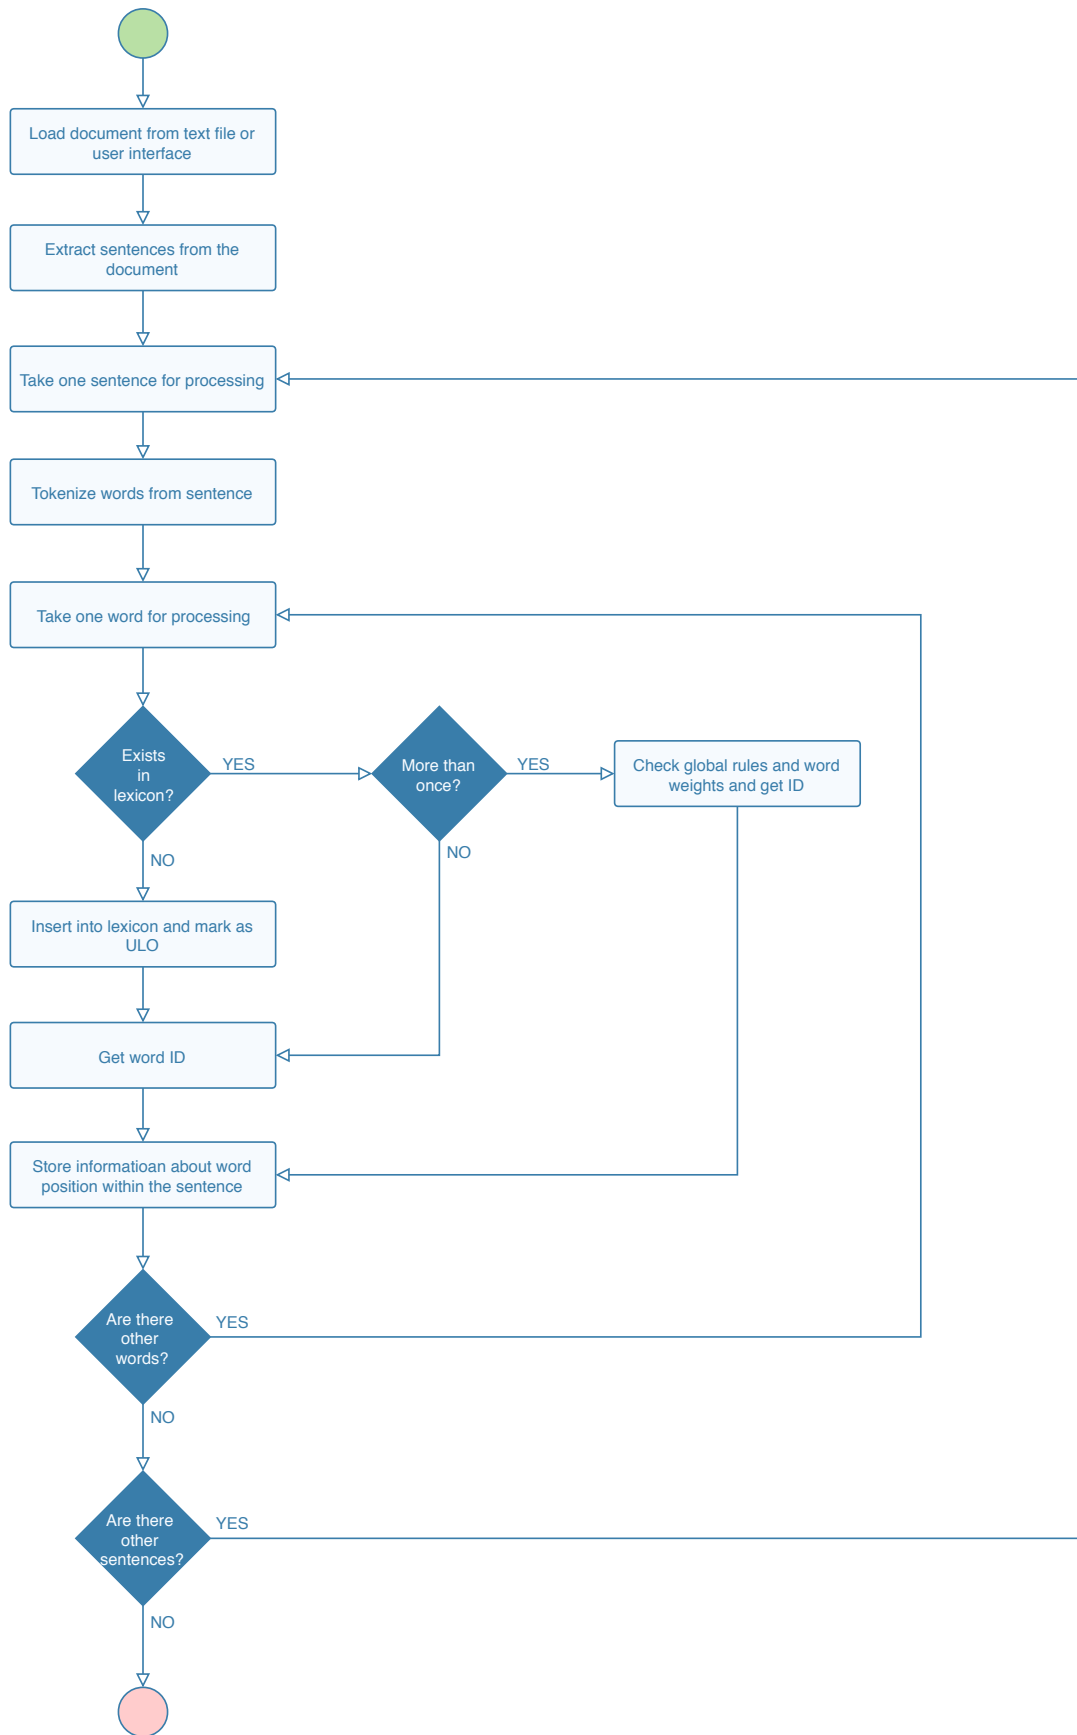 Load document from text file or
user interface
Extract sentences from the
document
Take one sentence for processing
Tokenize words from sentence
Take one word for processing
Exists
in
lexicon?
YES
More than
once?
YES
Check global rules and word
weights and get ID
NO
NO
Insert into lexicon and mark as
ULO
Get word ID
Store informatioan about word
position within the sentence
Are there
other
words?
YES
NO
Are there
other
sentences?
YES
NO